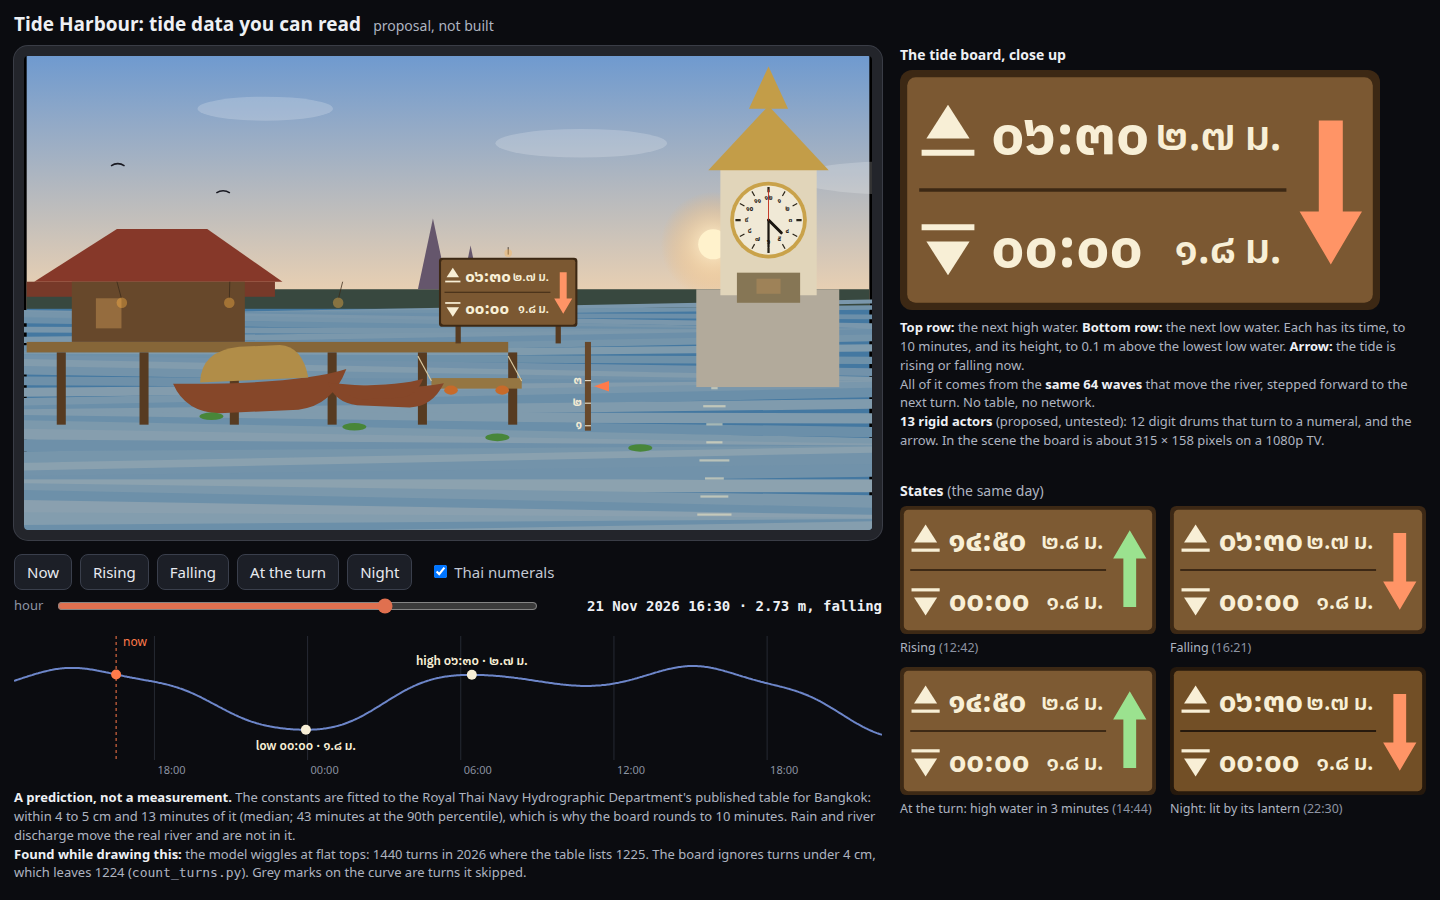 Tide Harbour: tide data you can read proposal, not built
๐๖:๓๐ ๒.๗ ม.
๐๐:๐๐ ๑.๘ ม.
๓
๒
๑
Now Rising Falling At the turn Night Thai numerals
hour 21 Nov 2026 16:30 · 2.73 m, falling
now
high ๐๖:๓๐ · ๒.๗ ม.
low ๐๐:๐๐ · ๑.๘ ม.
18:00 00:00 06:00 12:00 18:00
A prediction, not a measurement. The constants are fitted to the Royal Thai Navy Hydrographic Department's published table for Bangkok:
within 4 to 5 cm and 13 minutes of it (median; 43 minutes at the 90th percentile), which is why the board rounds to 10 minutes. Rain and river
discharge move the real river and are not in it.
Found while drawing this: the model wiggles at flat tops: 1440 turns in 2026 where the table lists 1225. The board ignores turns under 4 cm,
which leaves 1224 (count_turns.py). Grey marks on the curve are turns it skipped.
The tide board, close up
๐๖:๓๐ ๒.๗ ม.
๐๐:๐๐ ๑.๘ ม.
Top row: the next high water. Bottom row: the next low water. Each has its time, to
10 minutes, and its height, to 0.1 m above the lowest low water. Arrow: the tide is
rising or falling now.
All of it comes from the same 64 waves that move the river, stepped forward to the
next turn. No table, no network.
13 rigid actors (proposed, untested): 12 digit drums that turn to a numeral, and the
arrow. In the scene the board is about 315 × 158 pixels on a 1080p TV.
States (the same day)
๑๔:๕๐ ๒.๘ ม.
๐๐:๐๐ ๑.๘ ม.
Rising (12:42)
๐๖:๓๐ ๒.๗ ม.
๐๐:๐๐ ๑.๘ ม.
Falling (16:21)
๑๔:๕๐ ๒.๘ ม.
๐๐:๐๐ ๑.๘ ม.
At the turn: high water in 3 minutes (14:44)
๐๖:๓๐ ๒.๗ ม.
๐๐:๐๐ ๑.๘ ม.
Night: lit by its lantern (22:30)